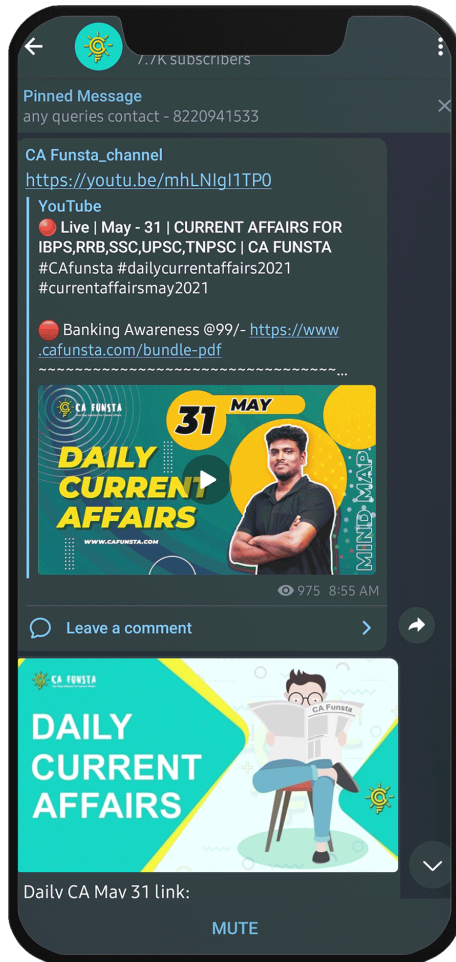 7.7K subscribers
Pinned Message
any queries contact - 8220941533
CA Funsta_channel
https://youtu.be/mhLNIgI1TP0
YouTube
🔴 Live | May - 31 | CURRENT AFFAIRS FOR
IBPS,RRB,SSC,UPSC,TNPSC | CA FUNSTA
#CAfunsta #dailycurrentaffairs2021
#currentaffairsmay2021
🔴 Banking Awareness @99/- https://www
.cafunsta.com/bundle-pdf
~~~~~~~~~~~~~~~~~~~~~~~~~~~~~~~~~...
CA FUNSTA
31 MAY
DAILY
CURRENT
AFFAIRS
WWW.CAFUNSTA.COM
MIND MAP
975 8:55 AM
Leave a comment
CA FUNSTA
CA Funsta
DAILY
CURRENT
AFFAIRS
Daily CA May 31 link:
MUTE